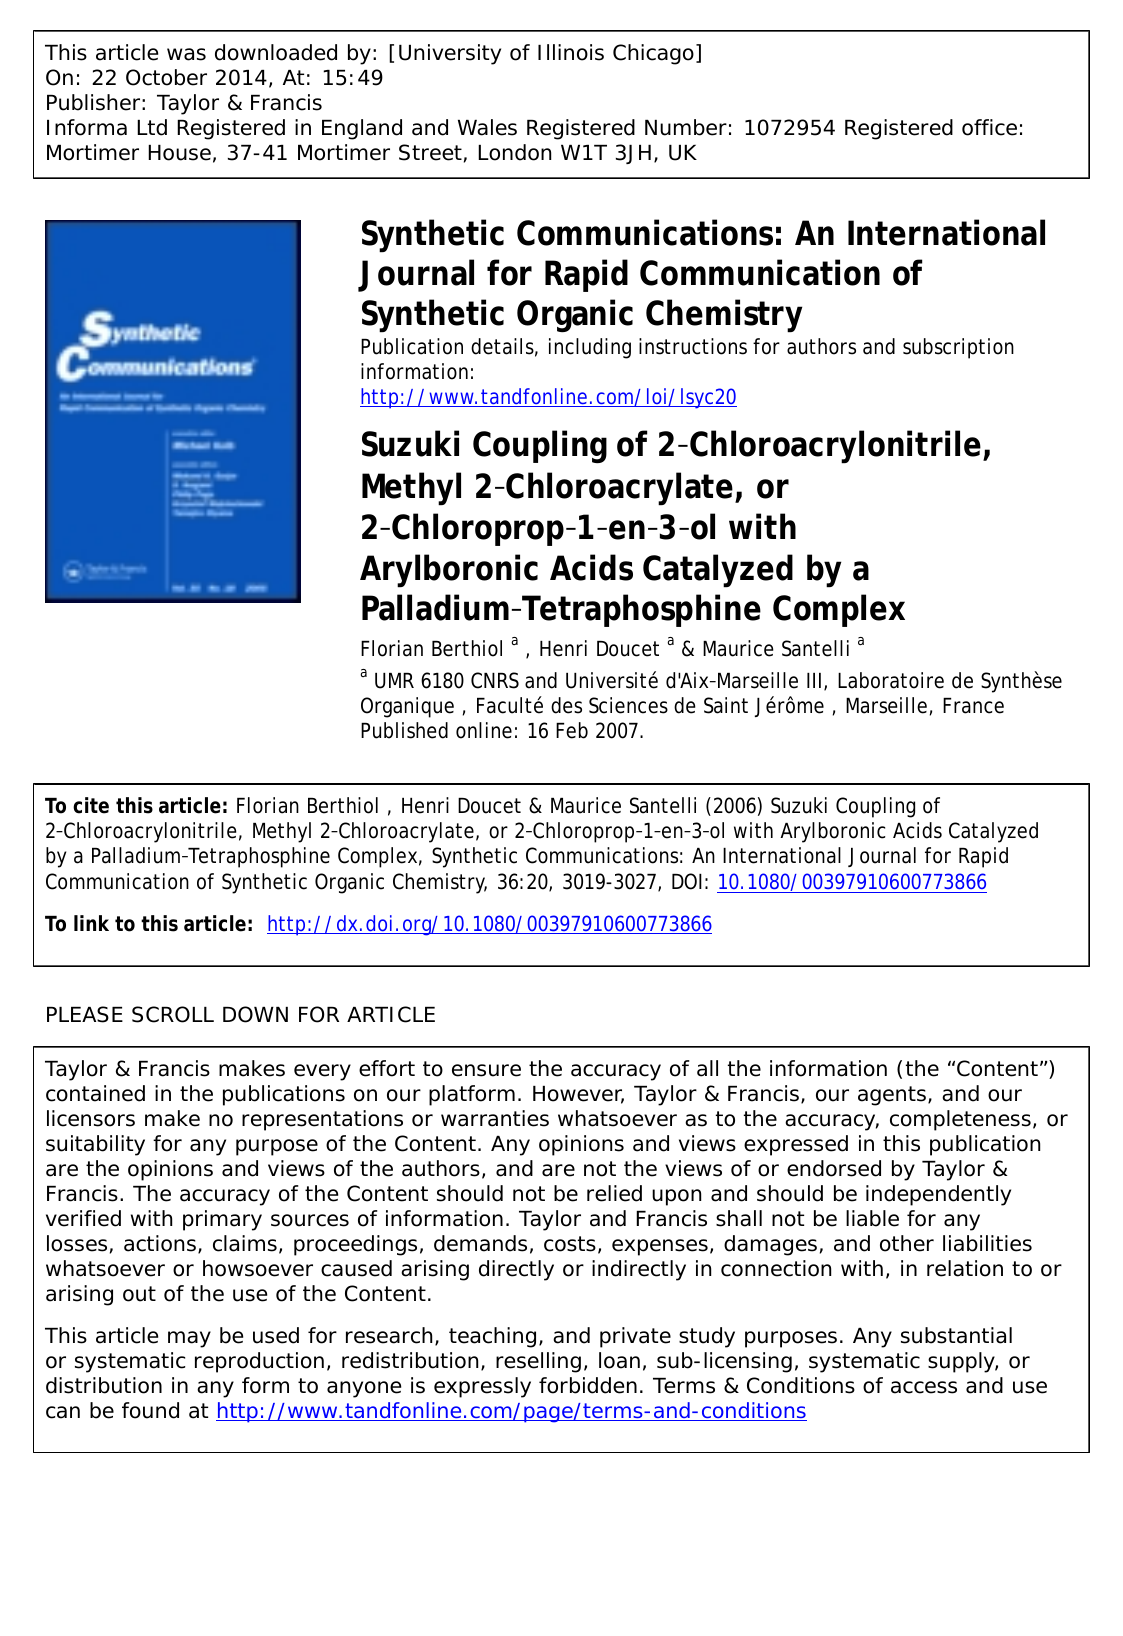 This article was downloaded by: [University of Illinois Chicago]
On: 22 October 2014, At: 15:49
Publisher: Taylor & Francis
Informa Ltd Registered in England and Wales Registered Number: 1072954 Registered office:
Mortimer House, 37-41 Mortimer Street, London W1T 3JH, UK
Synthetic
Communications
An International Journal for
Rapid Communication of Synthetic Organic Chemistry
Taylor & Francis
Synthetic Communications: An International
Journal for Rapid Communication of
Synthetic Organic Chemistry
Publication details, including instructions for authors and subscription
information:
http://www.tandfonline.com/loi/lsyc20
Suzuki Coupling of 2‐Chloroacrylonitrile,
Methyl 2‐Chloroacrylate, or
2‐Chloroprop‐1‐en‐3‐ol with
Arylboronic Acids Catalyzed by a
Palladium‐Tetraphosphine Complex
Florian Berthiol a , Henri Doucet a & Maurice Santelli a
a UMR 6180 CNRS and Université d'Aix‐Marseille III, Laboratoire de Synthèse
Organique , Faculté des Sciences de Saint Jérôme , Marseille, France
Published online: 16 Feb 2007.
To cite this article: Florian Berthiol , Henri Doucet & Maurice Santelli (2006) Suzuki Coupling of
2‐Chloroacrylonitrile, Methyl 2‐Chloroacrylate, or 2‐Chloroprop‐1‐en‐3‐ol with Arylboronic Acids Catalyzed
by a Palladium‐Tetraphosphine Complex, Synthetic Communications: An International Journal for Rapid
Communication of Synthetic Organic Chemistry, 36:20, 3019-3027, DOI: 10.1080/00397910600773866
To link to this article: http://dx.doi.org/10.1080/00397910600773866
PLEASE SCROLL DOWN FOR ARTICLE
Taylor & Francis makes every effort to ensure the accuracy of all the information (the “Content”)
contained in the publications on our platform. However, Taylor & Francis, our agents, and our
licensors make no representations or warranties whatsoever as to the accuracy, completeness, or
suitability for any purpose of the Content. Any opinions and views expressed in this publication
are the opinions and views of the authors, and are not the views of or endorsed by Taylor &
Francis. The accuracy of the Content should not be relied upon and should be independently
verified with primary sources of information. Taylor and Francis shall not be liable for any
losses, actions, claims, proceedings, demands, costs, expenses, damages, and other liabilities
whatsoever or howsoever caused arising directly or indirectly in connection with, in relation to or
arising out of the use of the Content.
This article may be used for research, teaching, and private study purposes. Any substantial
or systematic reproduction, redistribution, reselling, loan, sub-licensing, systematic supply, or
distribution in any form to anyone is expressly forbidden. Terms & Conditions of access and use
can be found at http://www.tandfonline.com/page/terms-and-conditions